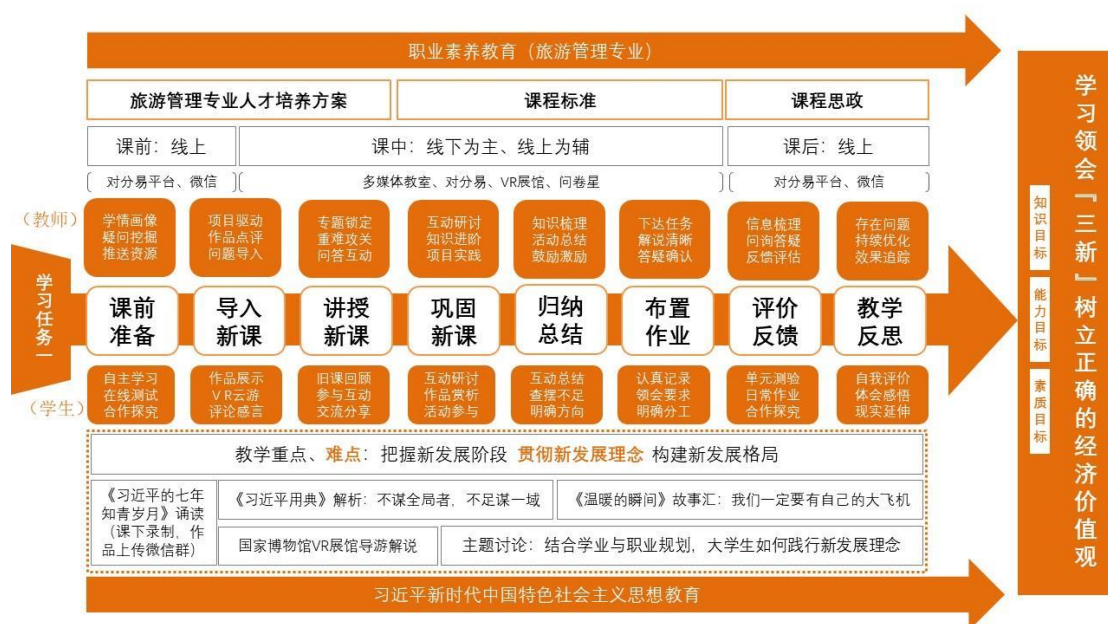 职业素养教育（旅游管理专业）
旅游管理专业人才培养方案
课程标准
课程思政
课前：线上
课中：线下为主、线上为辅
课后：线上
对分易平台、微信
多媒体教室、对分易、VR展馆、问卷星
对分易平台、微信
（教师）
学情画像
疑问挖掘
推送资源
项目驱动
作品点评
问题导入
专题锁定
重难攻关
问答互动
互动研讨
知识进阶
项目实践
知识梳理
活动总结
鼓励激励
下达任务
解说清晰
答疑确认
信息梳理
问询答疑
反馈评估
存在问题
持续优化
效果追踪
学习任务一
课前
准备
导入
新课
讲授
新课
巩固
新课
归纳
总结
布置
作业
评价
反馈
教学
反思
（学生）
自主学习
在线测试
合作探究
作品展示
VR云游
评论感言
旧课回顾
参与互动
交流分享
互动研讨
作品赏析
活动参与
互动总结
查摆不足
明确方向
认真记录
领会要求
明确分工
单元测验
日常作业
合作探究
自我评价
体会感悟
现实延伸
教学重点、难点：把握新发展阶段 贯彻新发展理念 构建新发展格局
《习近平的七年
知青岁月》诵读
（课下录制，作
品上传微信群）
《习近平用典》解析：不谋全局者，不足谋一域
《温暖的瞬间》故事汇：我们一定要有自己的大飞机
国家博物馆VR展馆导游解说
主题讨论：结合学业与职业规划，大学生如何践行新发展理念
习近平新时代中国特色社会主义思想教育
知识目标
能力目标
素质目标
学习领会『三新』树立正确的经济价值观